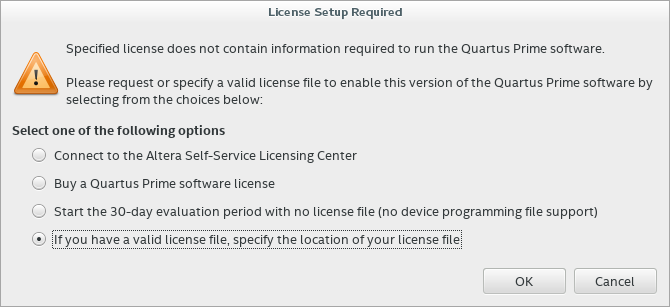 License Setup Required
Specified license does not contain information required to run the Quartus Prime software.
Please request or specify a valid license file to enable this version of the Quartus Prime software by
selecting from the choices below:
Select one of the following options
Connect to the Altera Self-Service Licensing Center
Buy a Quartus Prime software license
Start the 30-day evaluation period with no license file (no device programming file support)
If you have a valid license file, specify the location of your license file
OK
Cancel